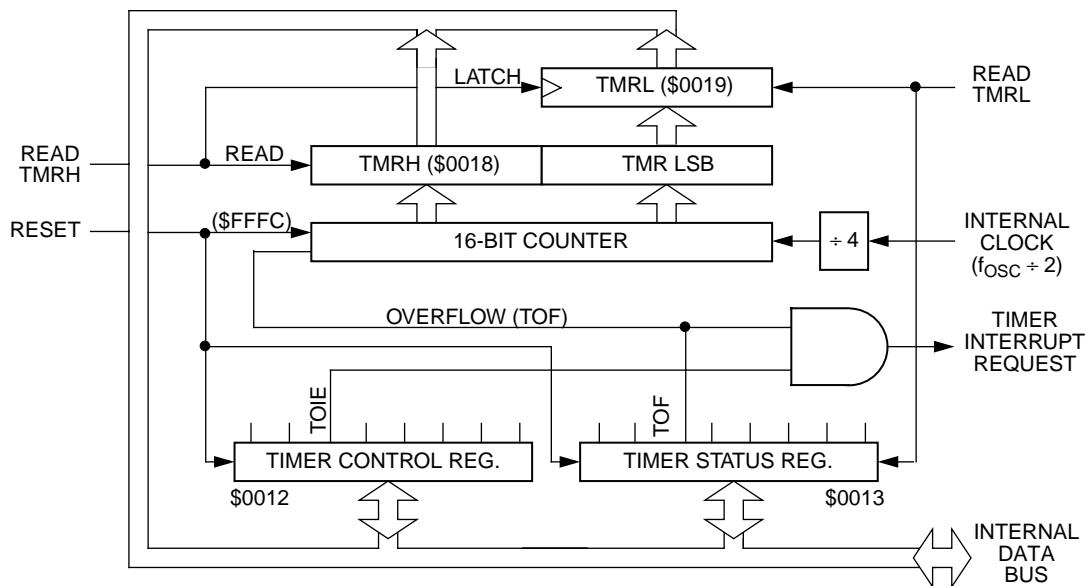 LATCH
TMRL ($0019)
READ
TMRL
READ
TMRH
READ
TMRH ($0018)
TMR LSB
RESET
($FFFC)
16-BIT COUNTER
÷ 4
INTERNAL
CLOCK
(fOSC ÷ 2)
OVERFLOW (TOF)
TIMER
INTERRUPT
REQUEST
TOIE
TOF
TIMER CONTROL REG.
TIMER STATUS REG.
$0012
$0013
INTERNAL
DATA
BUS